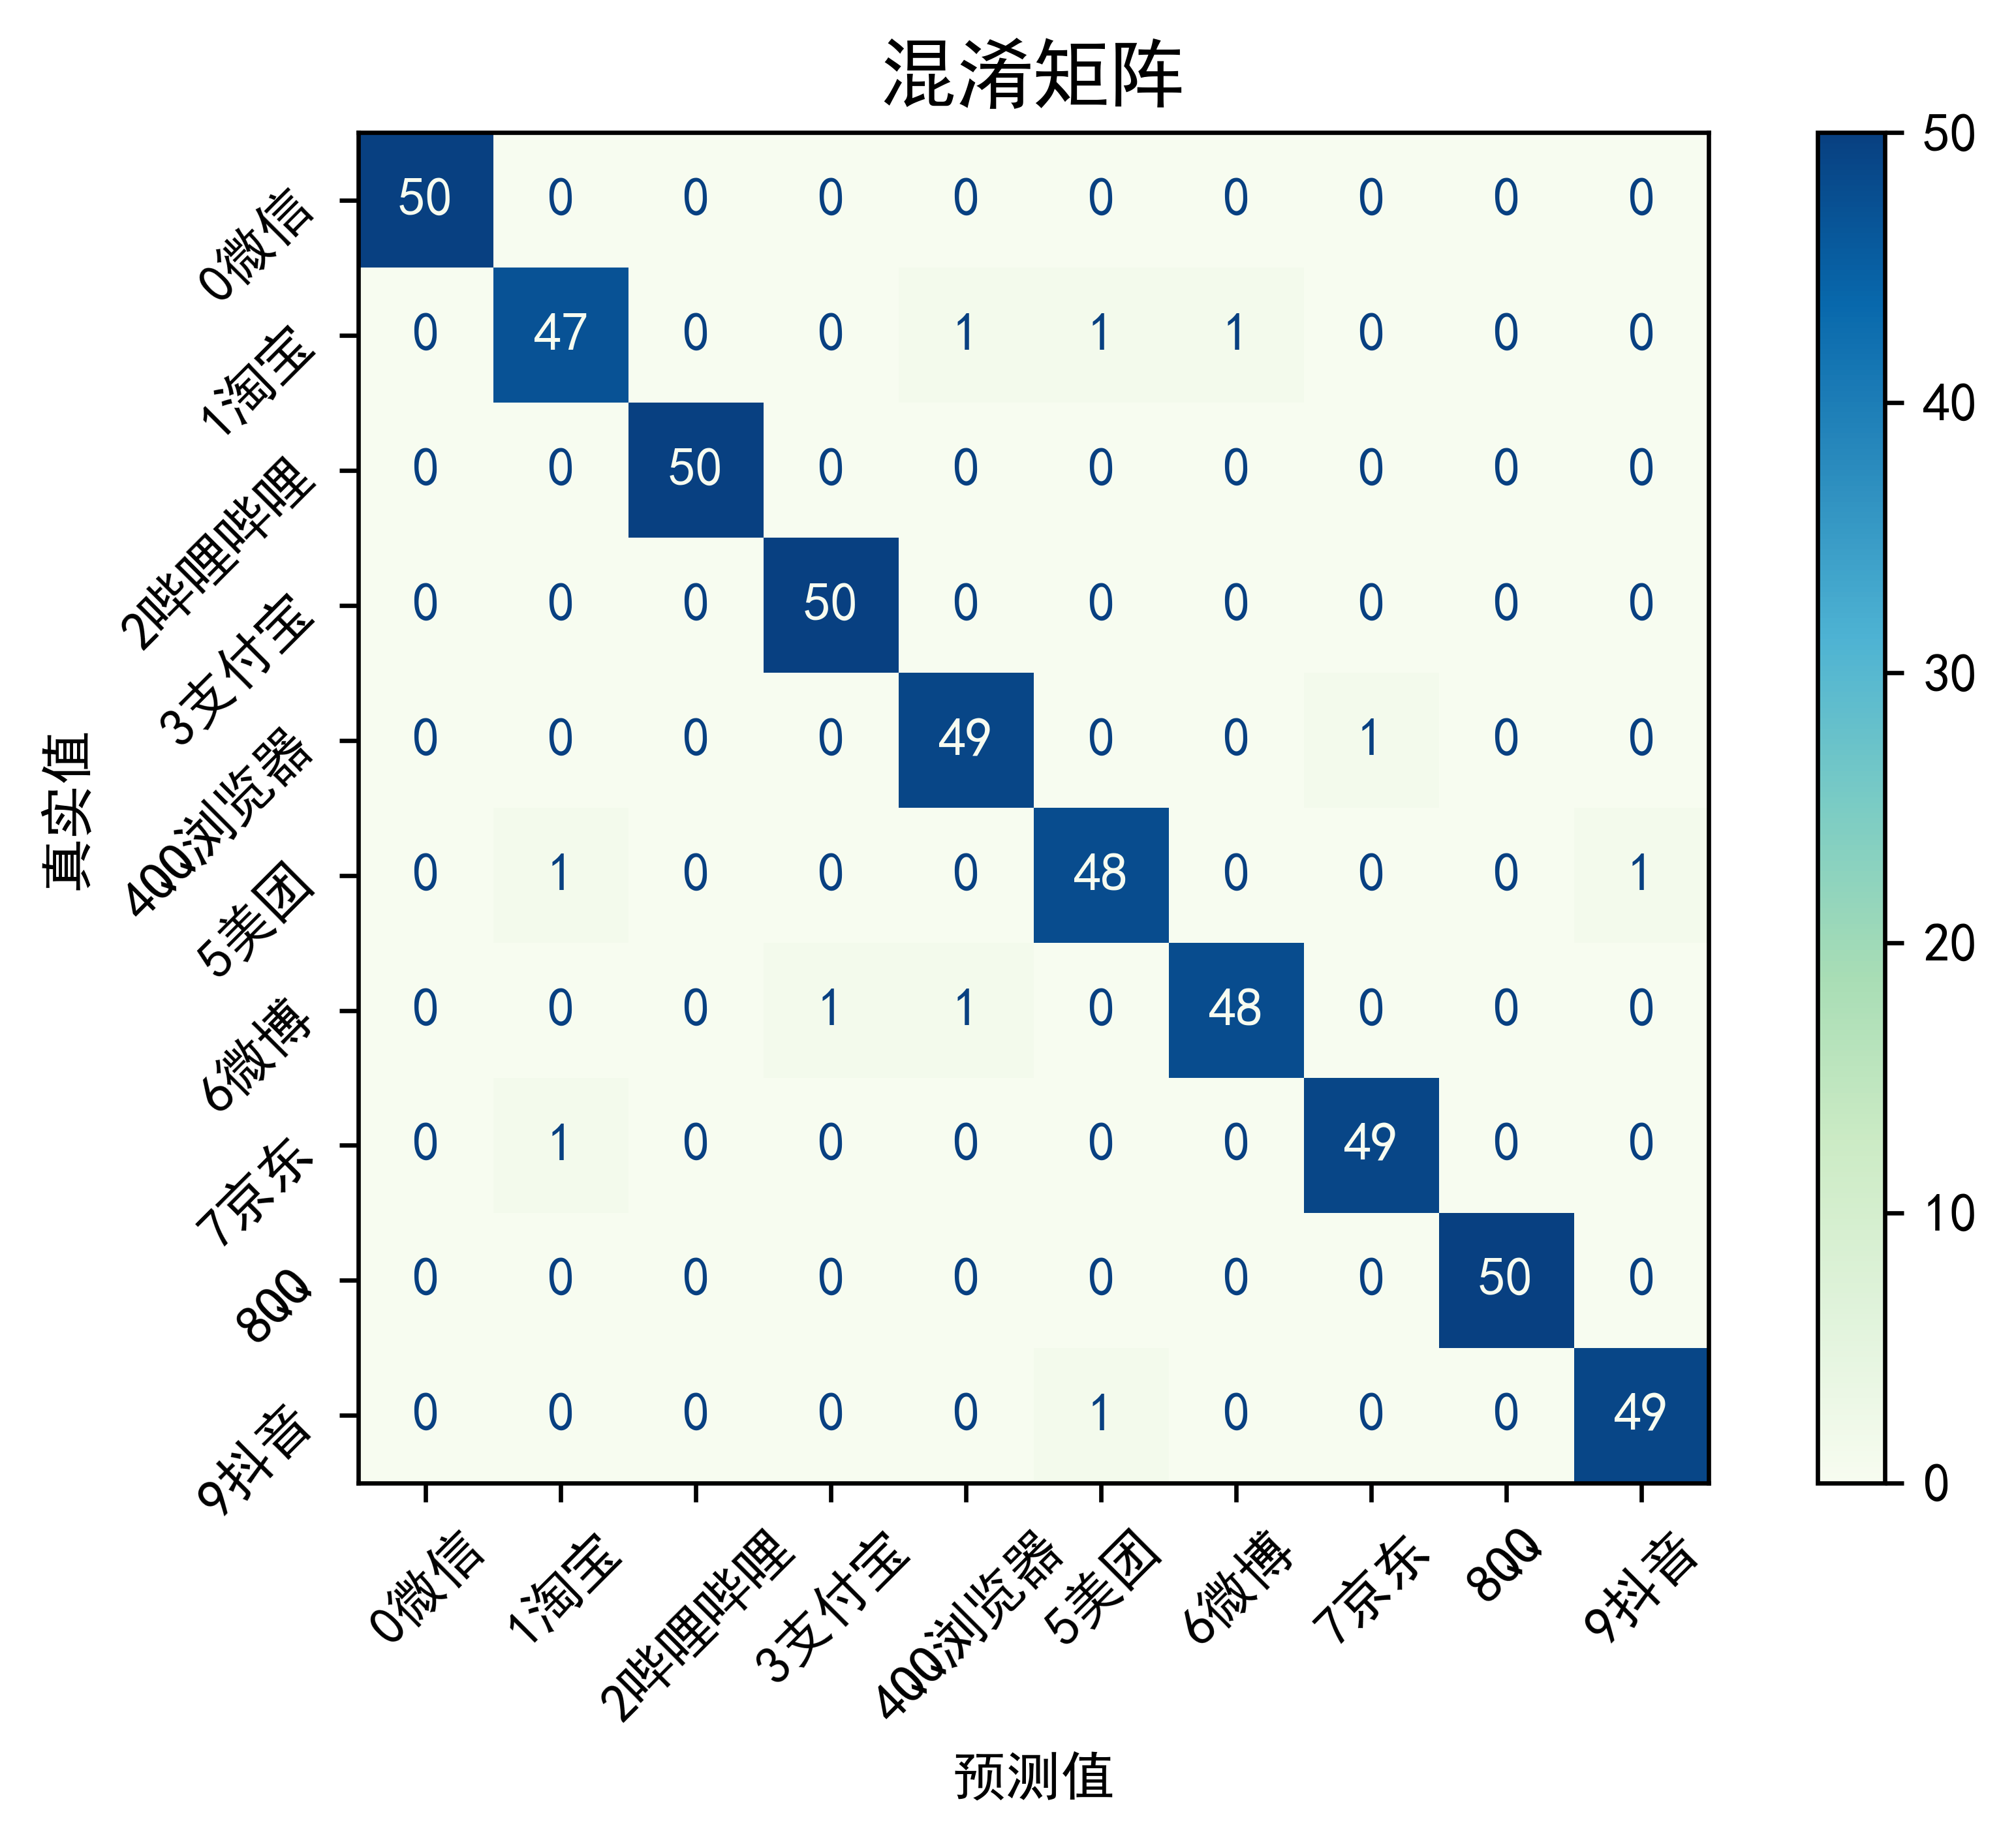 混淆矩阵
真实值
0微信
50 0 0 0 0 0 0 0 0 0
1淘宝
0 47 0 0 1 1 1 0 0 0
2哔哩哔哩
0 0 50 0 0 0 0 0 0 0
3支付宝
0 0 0 50 0 0 0 0 0 0
4QQ浏览器
0 0 0 0 49 0 0 1 0 0
5美团
0 1 0 0 0 48 0 0 0 1
6微博
0 0 0 1 1 0 48 0 0 0
7京东
0 1 0 0 0 0 0 49 0 0
8QQ
0 0 0 0 0 0 0 0 50 0
9抖音
0 0 0 0 0 1 0 0 0 49
0微信
1淘宝
2哔哩哔哩
3支付宝
4QQ浏览器
5美团
6微博
7京东
8QQ
9抖音
预测值
50
40
30
20
10
0